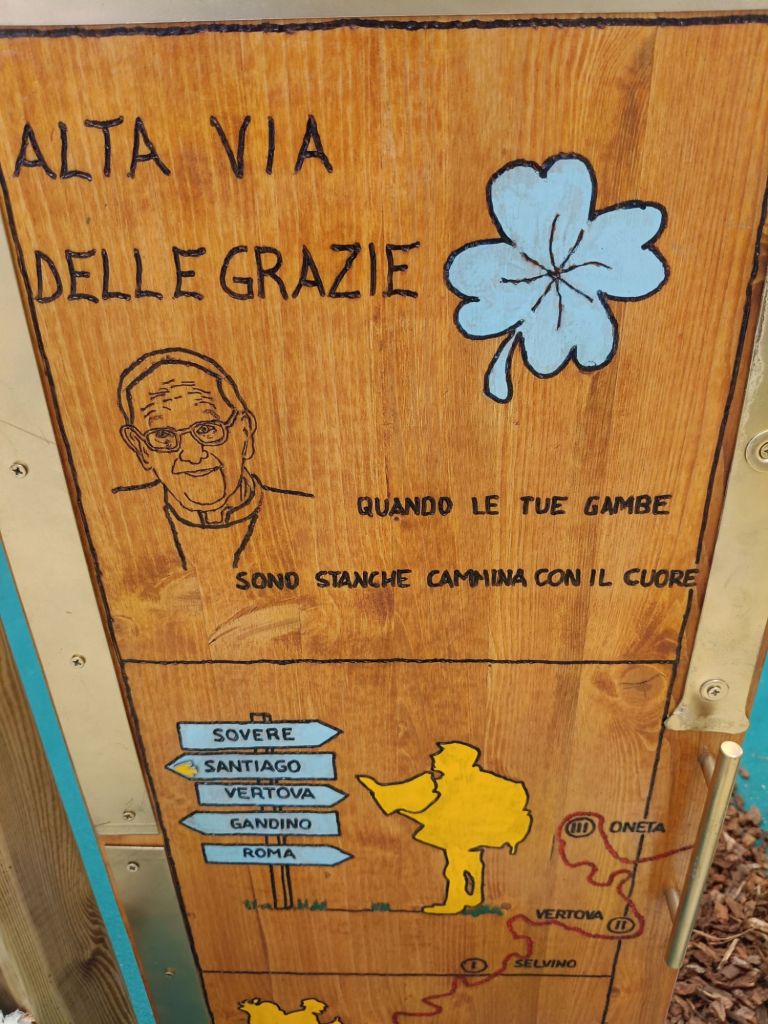 ALTA VIA
DELLE GRAZIE
QUANDO LE TUE GAMBE
SONO STANCHE CAMMINA CON IL CUORE
SOVERE
SANTIAGO
VERTOVA
GANDINO
ROMA
III ONETA
VERTOVA II
I SELVINO